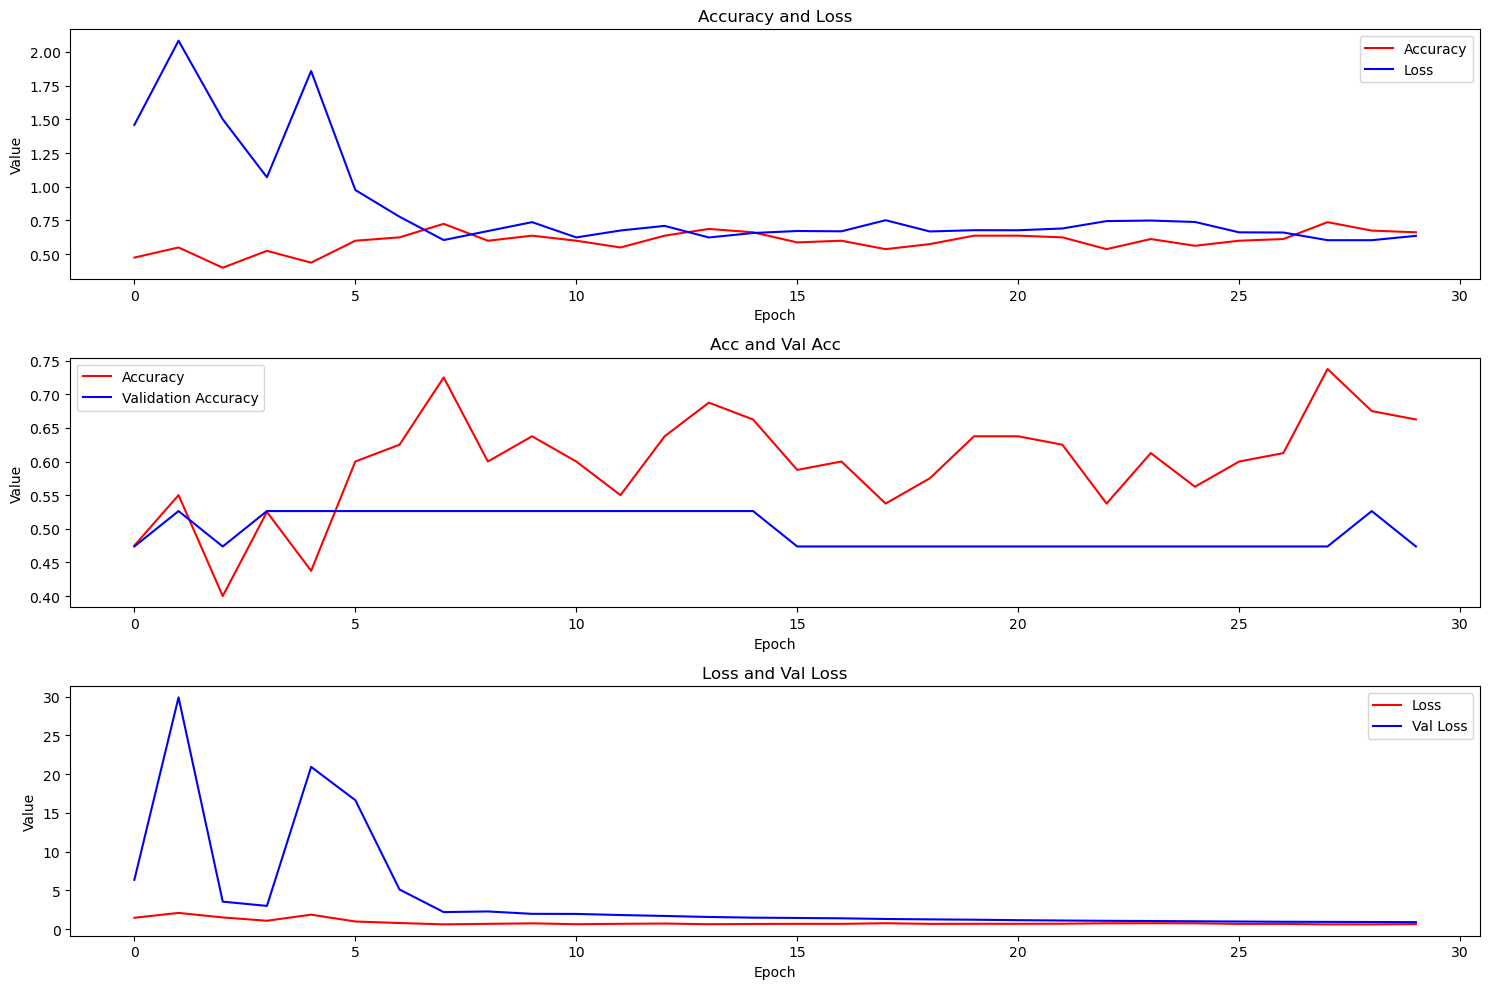 Accuracy and Loss
Accuracy
Loss
2.00
1.75
1.50
1.25
1.00
0.75
0.50
Value
0 5 10 15 20 25 30
Epoch
Acc and Val Acc
Accuracy
Validation Accuracy
0.75
0.70
0.65
0.60
0.55
0.50
0.45
0.40
Value
0 5 10 15 20 25 30
Epoch
Loss and Val Loss
Loss
Val Loss
30
25
20
15
10
5
0
Value
0 5 10 15 20 25 30
Epoch